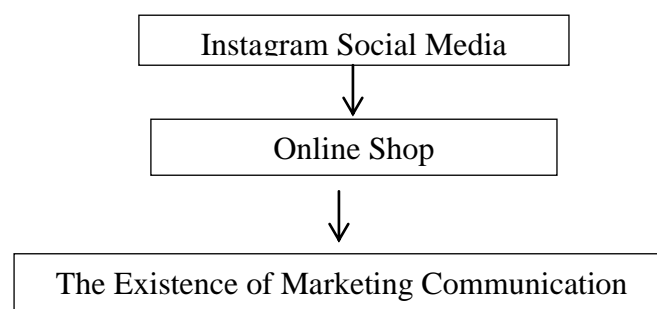 Instagram Social Media
Online Shop
The Existence of Marketing Communication